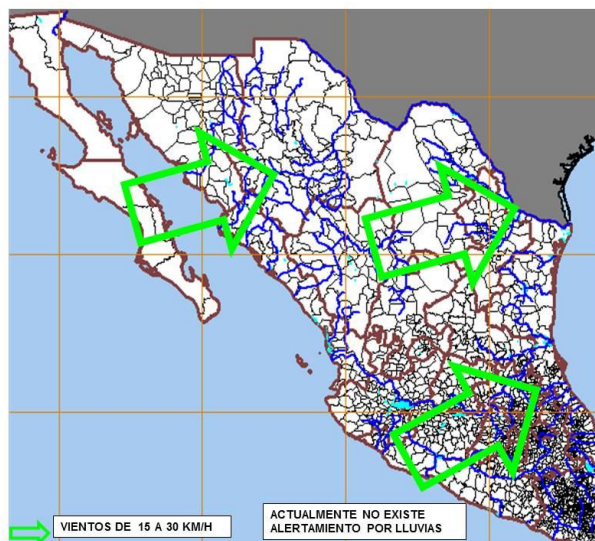 VIENTOS DE 15 A 30 KM/H
ACTUALMENTE NO EXISTE
ALERTAMIENTO POR LLUVIAS